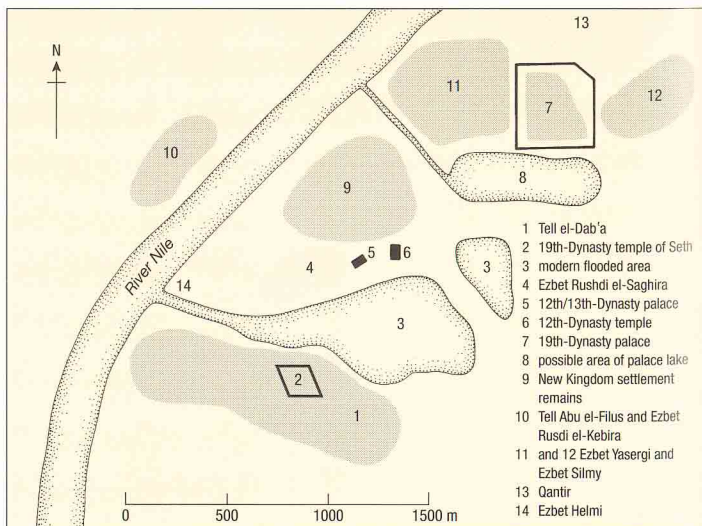 N
13
11
7
12
10
8
9
5
6
4
3
River Nile
14
3
2
1
1 Tell el-Dab'a
2 19th-Dynasty temple of Seth
3 modern flooded area
4 Ezbet Rushdi el-Saghira
5 12th/13th-Dynasty palace
6 12th-Dynasty temple
7 19th-Dynasty palace
8 possible area of palace lake
9 New Kingdom settlement
remains
10 Tell Abu el-Filus and Ezbet
Rusdi el-Kebira
11 and 12 Ezbet Yasergi and
Ezbet Silmy
13 Qantir
14 Ezbet Helmi
0 500 1000 1500 m